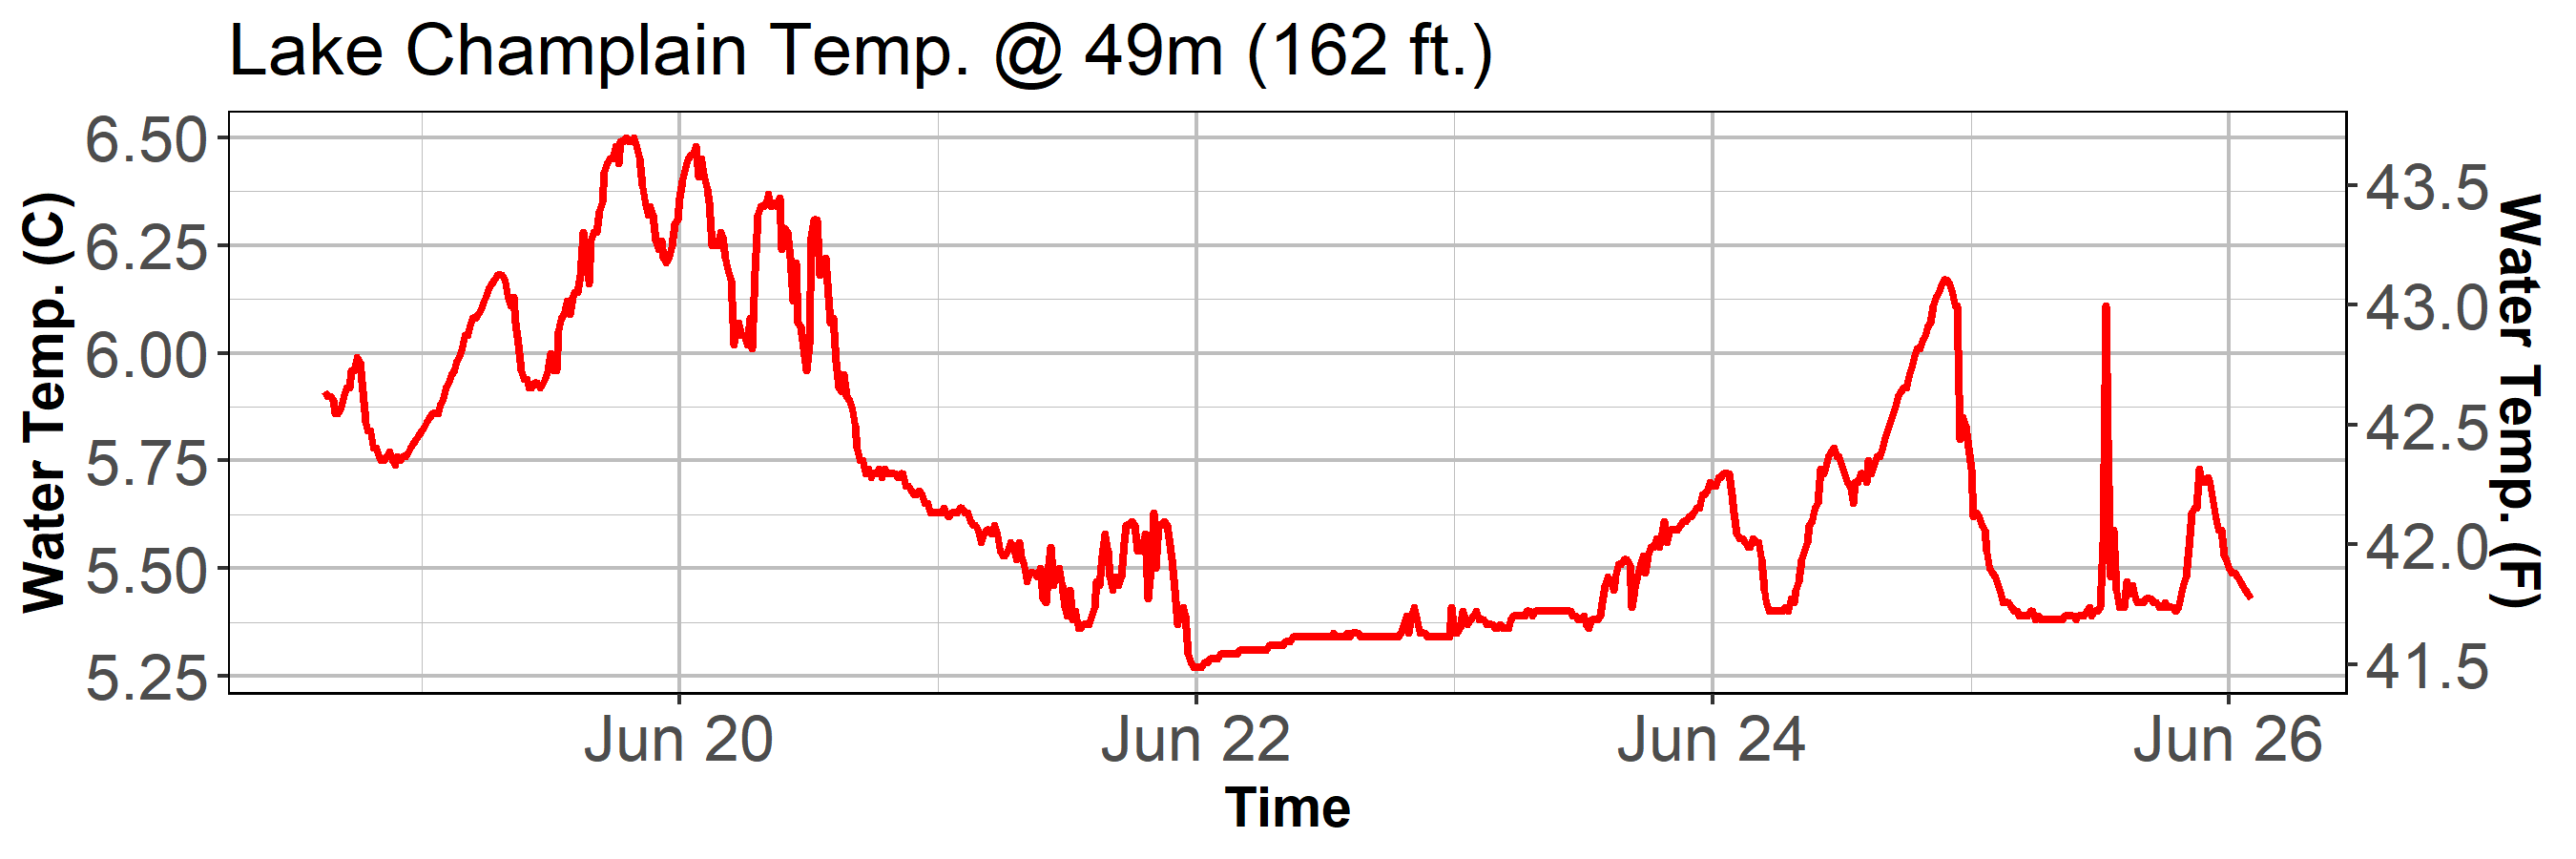 Lake Champlain Temp. @ 49m (162 ft.)
Water Temp. (C)
6.50
6.25
6.00
5.75
5.50
5.25
43.5
43.0
42.5
42.0
41.5
Water Temp. (F)
Jun 20
Jun 22
Jun 24
Jun 26
Time